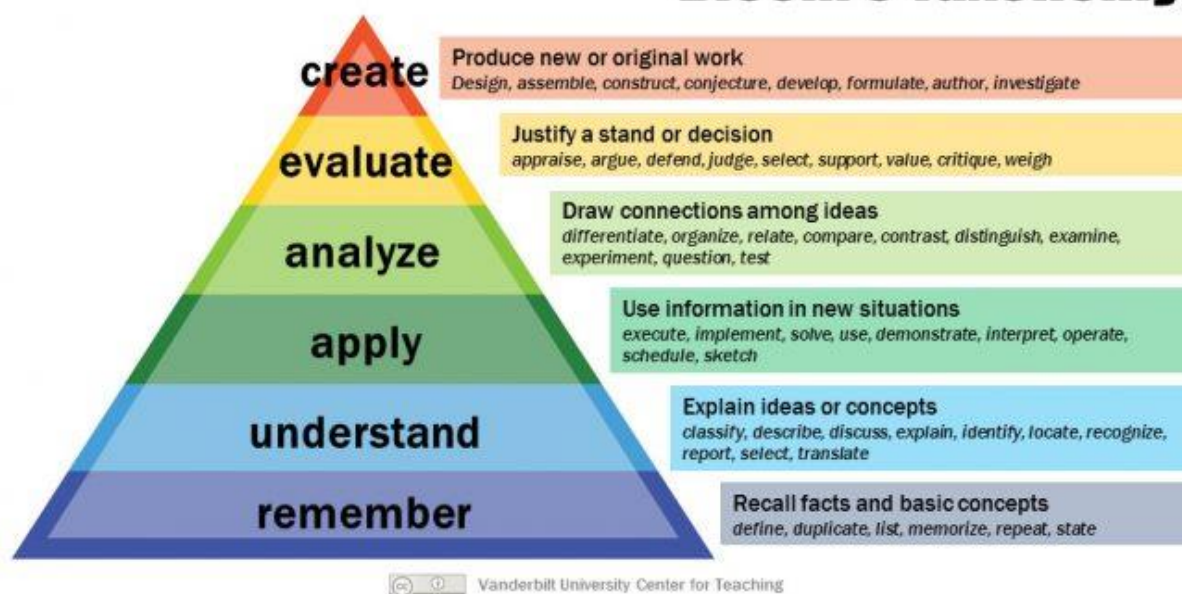 create
Produce new or original work
Design, assemble, construct, conjecture, develop, formulate, author, investigate
evaluate
Justify a stand or decision
appraise, argue, defend, judge, select, support, value, critique, weigh
analyze
Draw connections among ideas
differentiate, organize, relate, compare, contrast, distinguish, examine,
experiment, question, test
apply
Use information in new situations
execute, implement, solve, use, demonstrate, interpret, operate,
schedule, sketch
understand
Explain ideas or concepts
classify, describe, discuss, explain, identify, locate, recognize,
report, select, translate
remember
Recall facts and basic concepts
define, duplicate, list, memorize, repeat, state
cc Vanderbilt University Center for Teaching